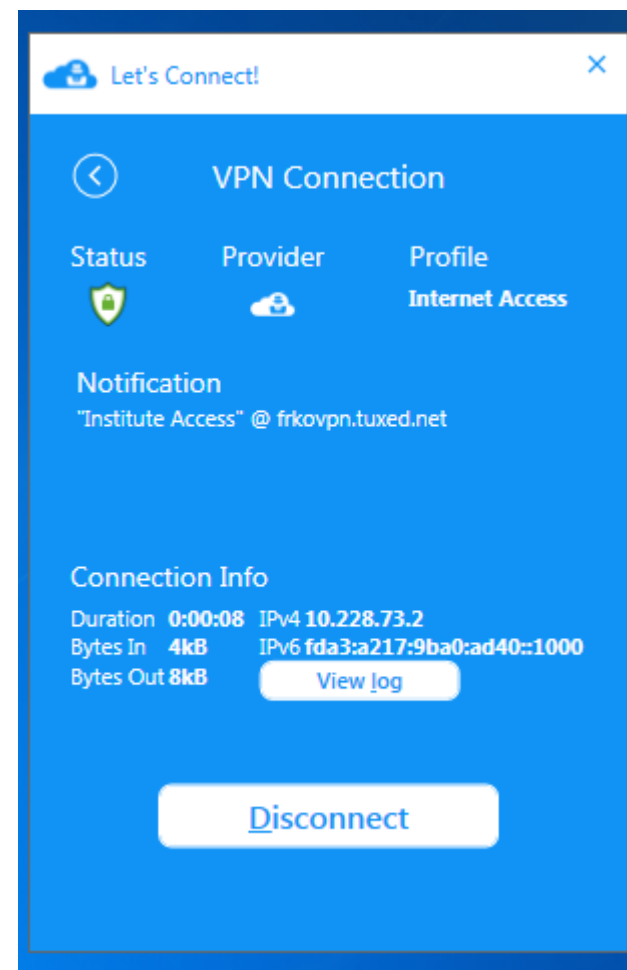 Let's Connect!
VPN Connection
Status Provider Profile
Internet Access
Notification
"Institute Access" @ frkovpn.tuxed.net
Connection Info
Duration 0:00:08 IPv4 10.228.73.2
Bytes In 4kB IPv6 fda3:a217:9ba0:ad40::1000
Bytes Out 8kB View log
Disconnect